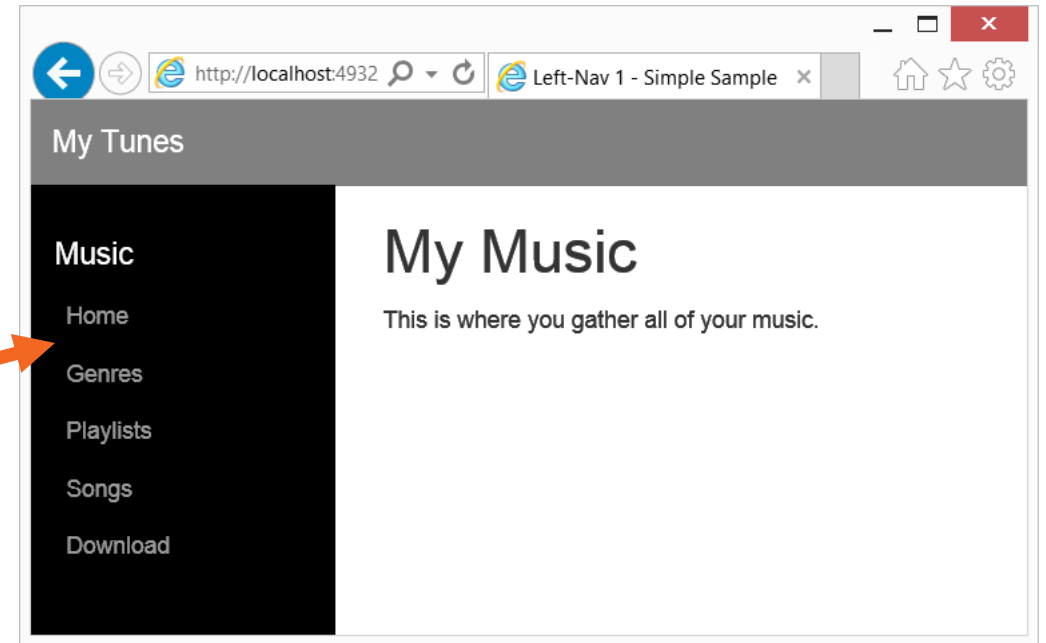 http://localhost:4932
Left-Nav 1 - Simple Sample
My Tunes
Music
Home
Genres
Playlists
Songs
Download
My Music
This is where you gather all of your music.